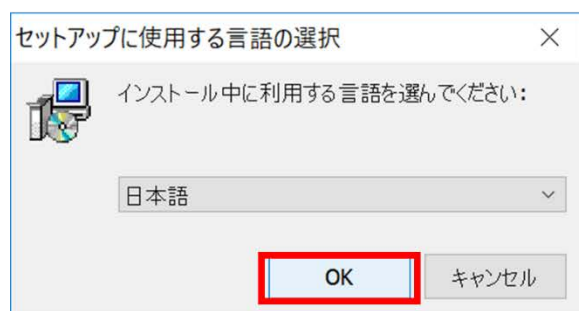 セットアップに使用する言語の選択
インストール中に利用する言語を選んでください:
日本語
OK キャンセル